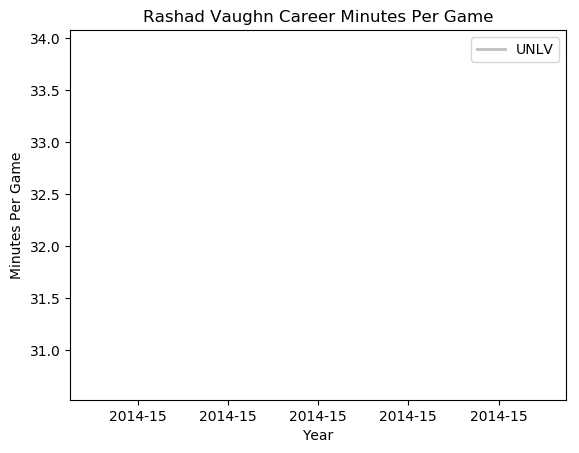 Rashad Vaughn Career Minutes Per Game
UNLV
34.0
33.5
33.0
32.5
32.0
31.5
31.0
Minutes Per Game
2014-15 2014-15 2014-15 2014-15 2014-15
Year